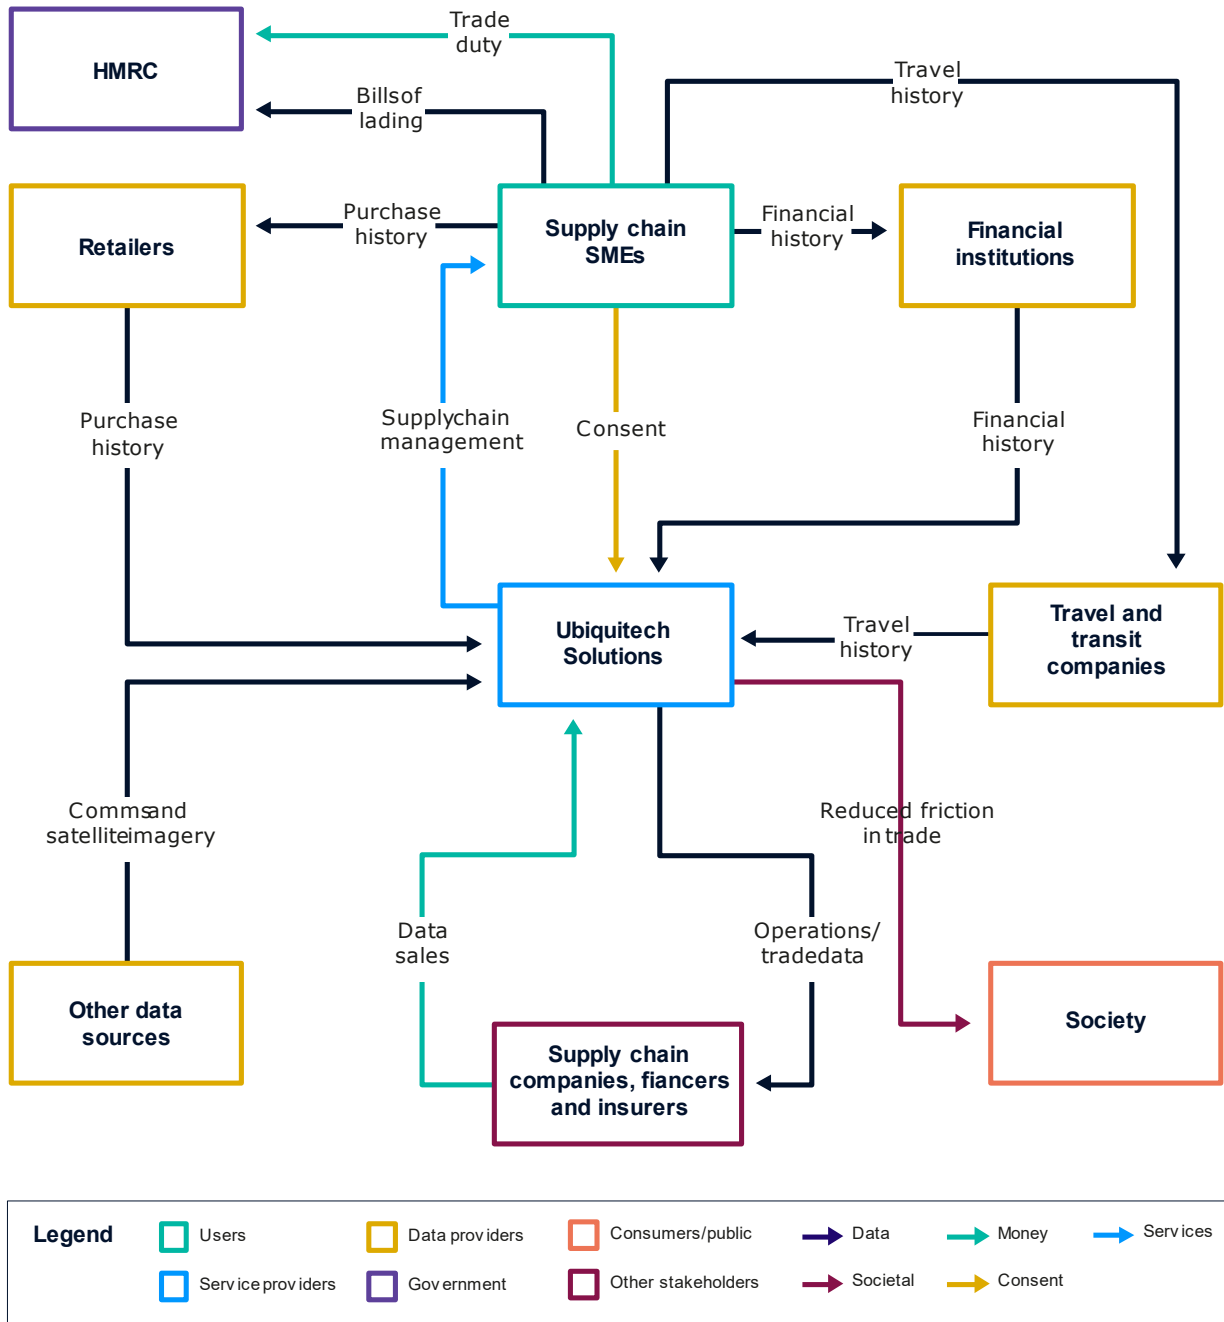 Trade
duty
HMRC
Travel
history
Billsof
lading
Retailers
Purchase
history
Supply chain
SMEs
Financial
history
Financial
institutions
Purchase
history
Supplychain
management
Consent
Financial
history
Ubiquitech
Solutions
Travel
history
Travel and
transit
companies
Commsand
satelliteimagery
Reduced friction
in trade
Data
sales
Operations/
tradedata
Other data
sources
Supply chain
companies, fiancers
and insurers
Society
Legend
Users
Data providers
Consumers/public
Data
Money
Services
Service providers
Government
Other stakeholders
Societal
Consent